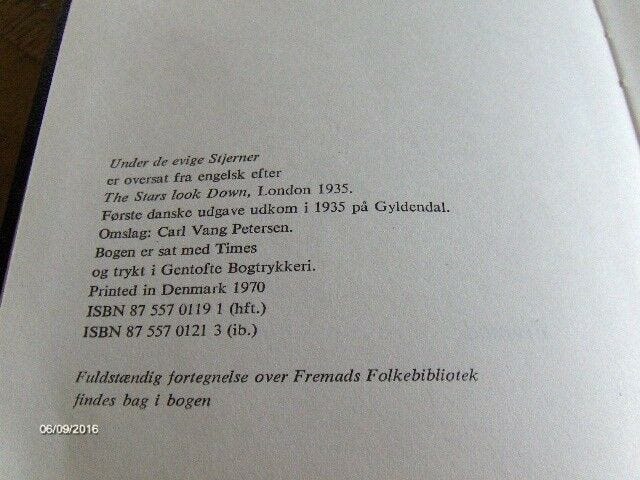 Under de evige Stjerner
er oversat fra engelsk efter
The Stars look Down, London 1935.
Første danske udgave udkom i 1935 på Gyldendal.
Omslag: Carl Vang Petersen.
Bogen er sat med Times
og trykt i Gentofte Bogtrykkeri.
Printed in Denmark 1970
ISBN 87 557 0119 1 (hft.)
ISBN 87 557 0121 3 (ib.)
Fuldstændig fortegnelse over Fremads Folkebibliotek
findes bag i bogen
06/09/2016